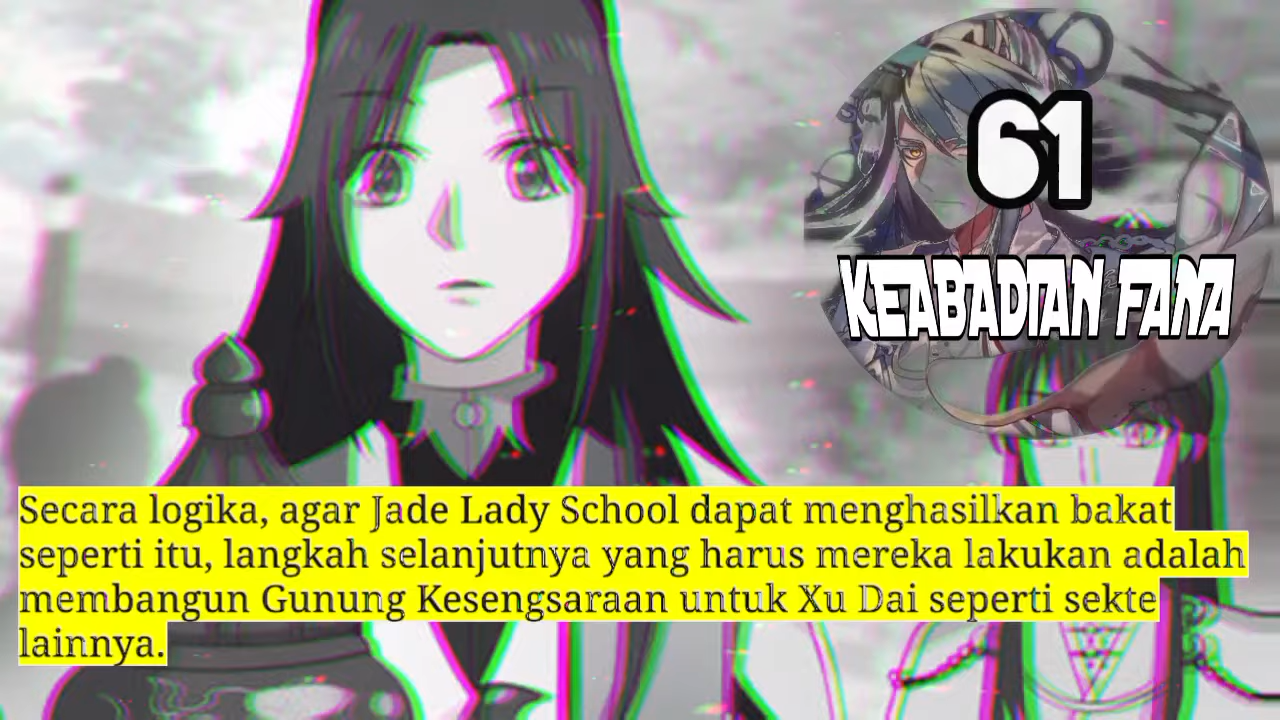 61
KEABADIAN FANA
Secara logika, agar Jade Lady School dapat menghasilkan bakat
seperti itu, langkah selanjutnya yang harus mereka lakukan adalah
membangun Gunung Kesengsaraan untuk Xu Dai seperti sekte
lainnya.